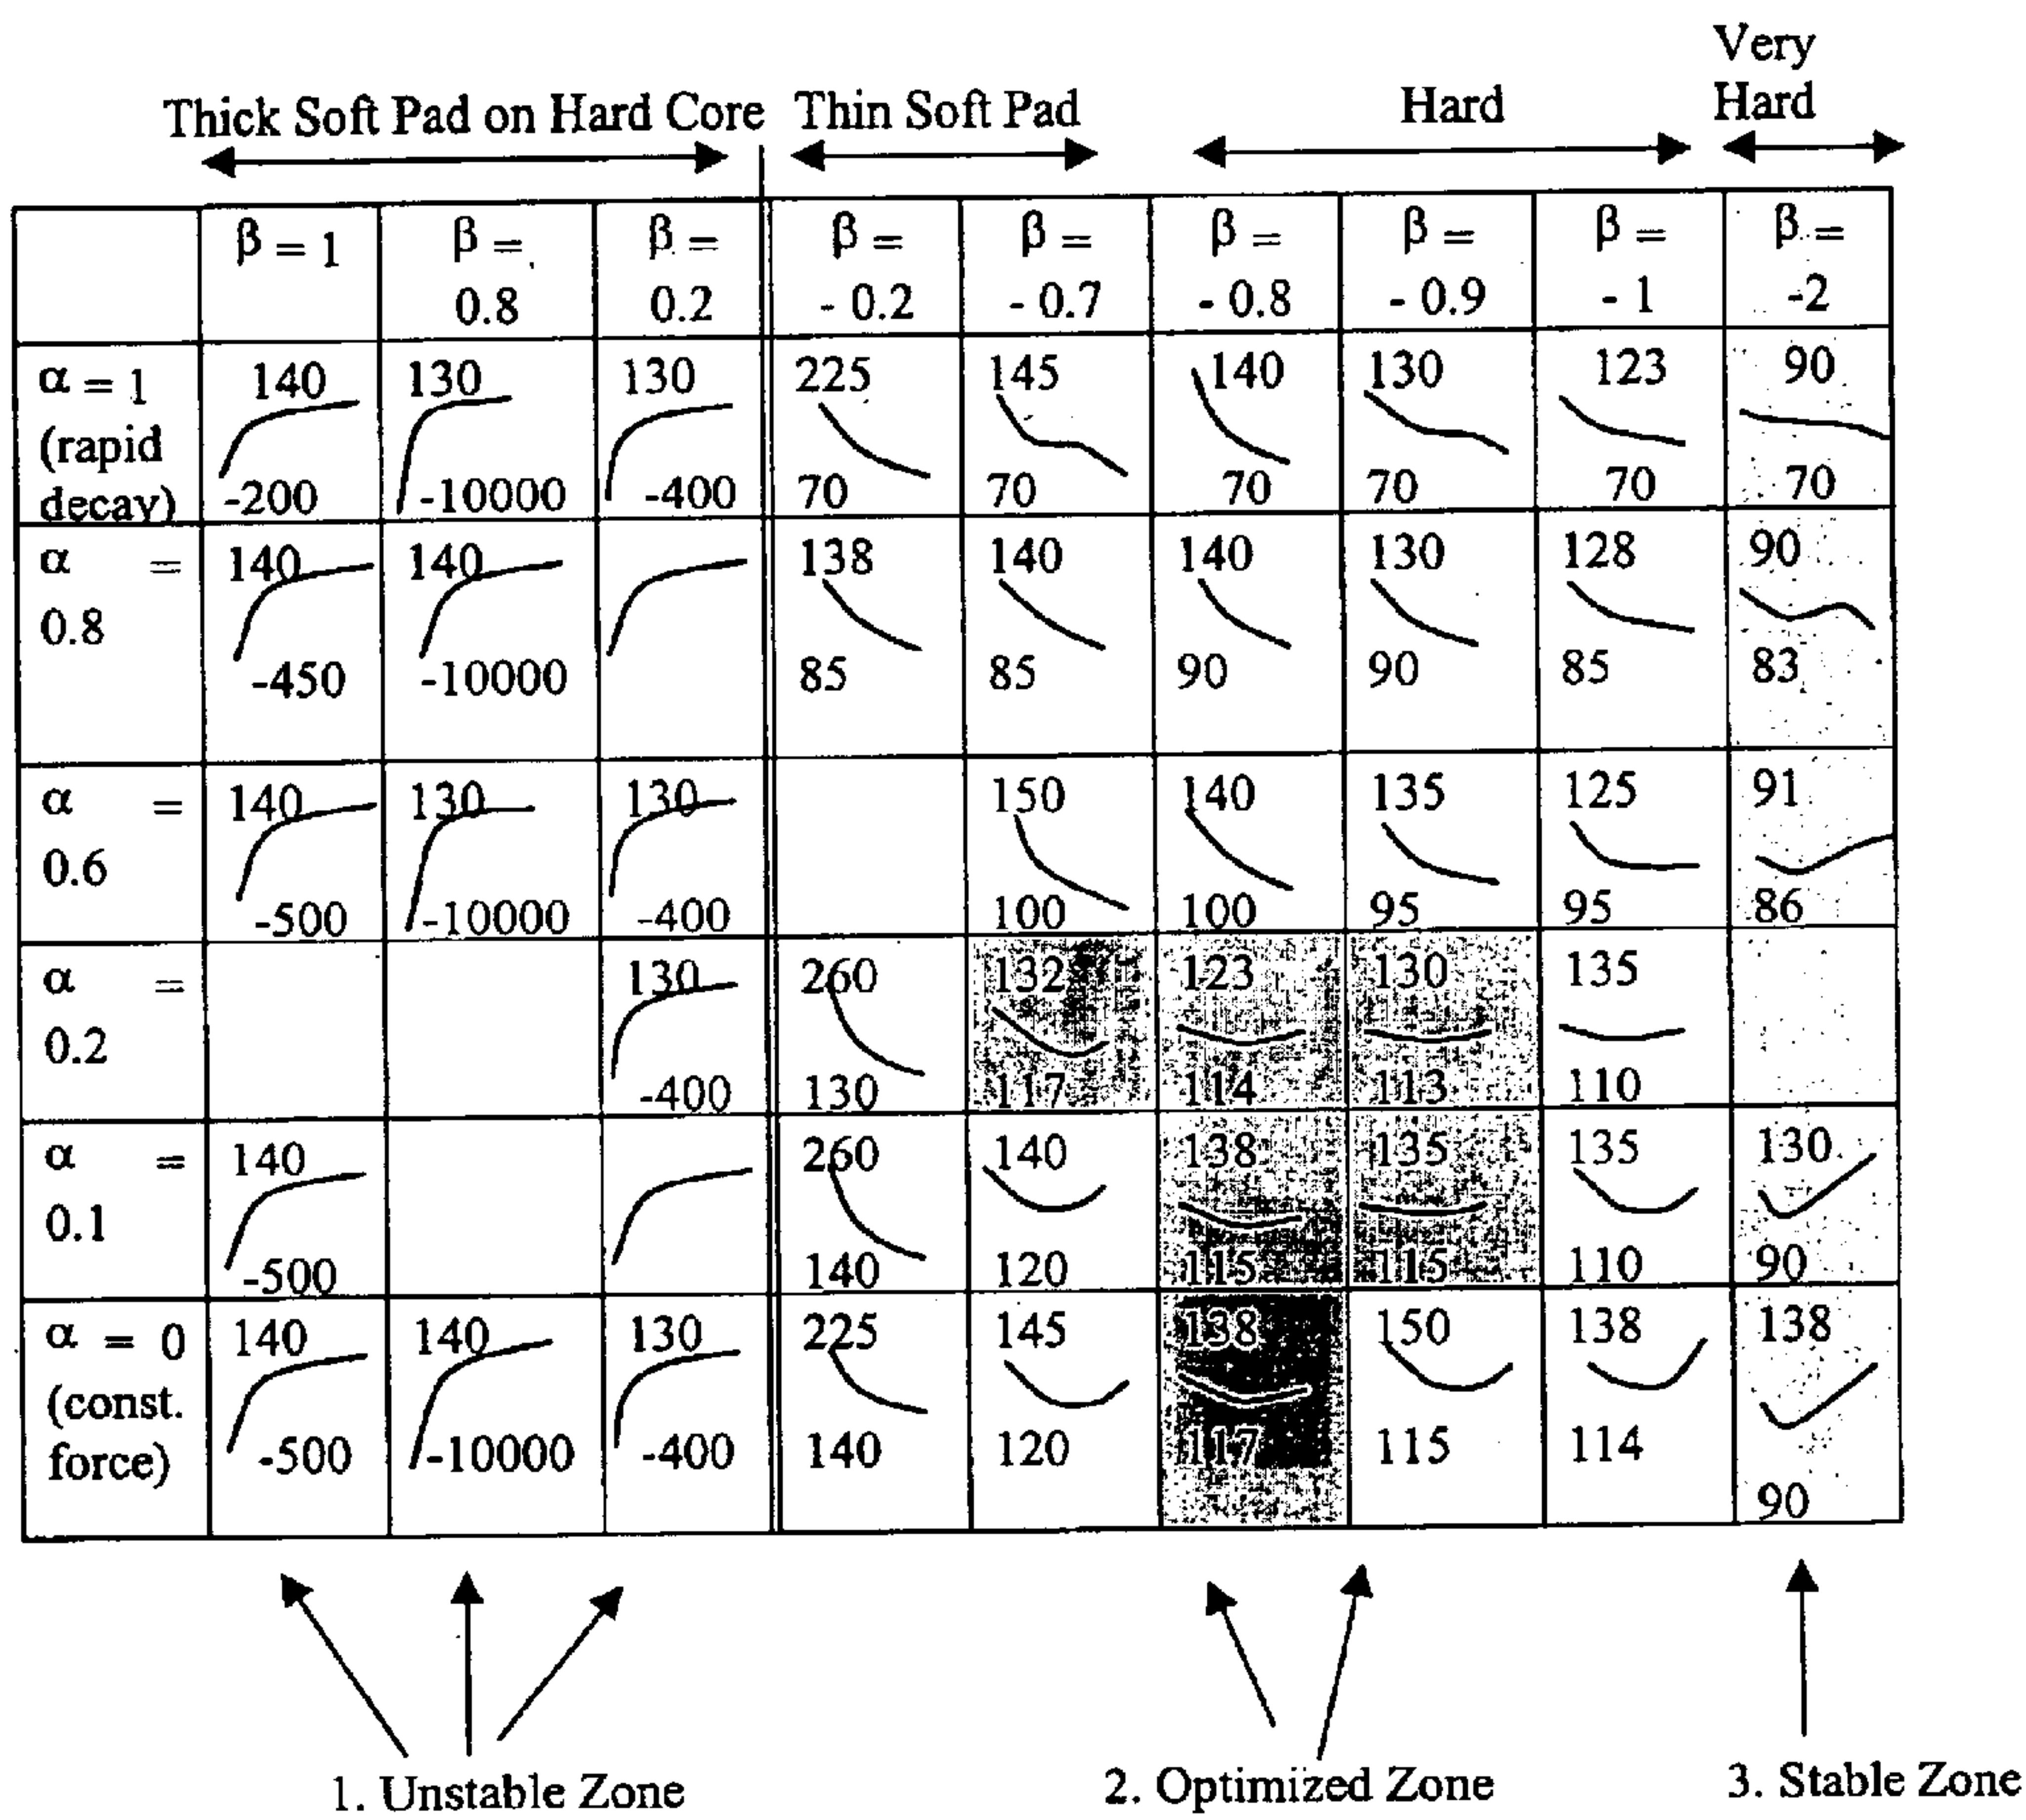 Very
Thick Soft Pad on Hard Core Thin Soft Pad Hard Hard
β = 1 β = β = β = β = β = β = β = β =
0.8 0.2 - 0.2 - 0.7 - 0.8 - 0.9 - 1 -2
α = 1 140 130 130 225 145 140 130 123 90
(rapid
decay) -200 -10000 -400 70 70 70 70 70 70
α = 140 140 138 140 140 130 128 90
0.8
-450 -10000 85 85 90 90 85 83
α = 140 130 130 150 140 135 125 91
0.6
-500 -10000 -400 100 100 95 95 86
α = 130 260 132 123 130 135
0.2
-400 130 117 114 113 110
α = 140 260 140 138 135 135 130
0.1
-500 140 120 115 115 110 90
α = 0 140 140 130 225 145 138 150 138 138
(const.
force) -500 -10000 -400 140 120 117 115 114
90
1. Unstable Zone 2. Optimized Zone 3. Stable Zone